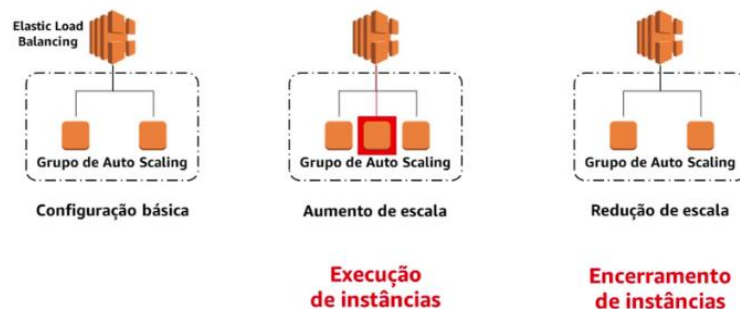 Elastic Load
Balancing
Grupo de Auto Scaling
Configuração básica
Grupo de Auto Scaling
Aumento de escala
Execução
de instâncias
Grupo de Auto Scaling
Redução de escala
Encerramento
de instâncias